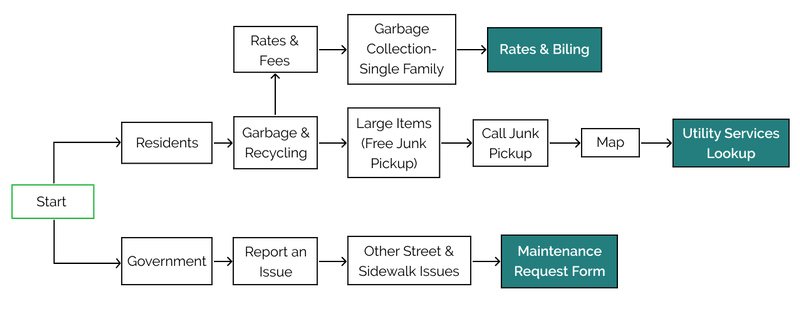 Rates &
Fees
Garbage
Collection-
Single Family
Rates & Biling
Residents
Garbage &
Recycling
Large Items
(Free Junk
Pickup)
Call Junk
Pickup
Map
Utility Services
Lookup
Start
Government
Report an
Issue
Other Street &
Sidewalk Issues
Maintenance
Request Form